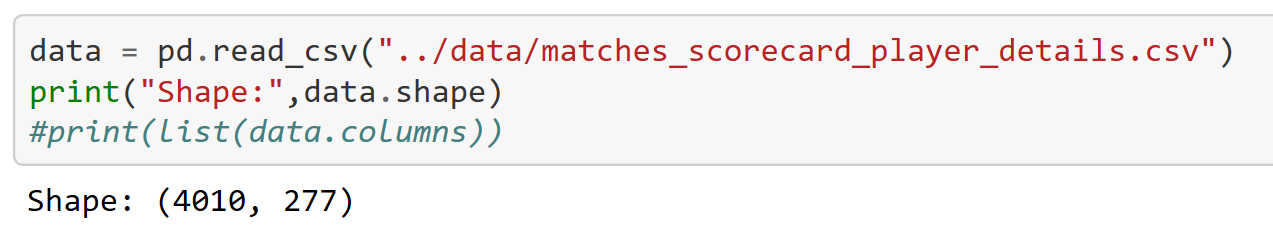 data = pd.read_csv("../data/matches_scorecard_player_details.csv")
print("Shape:",data.shape)
#print(list(data.columns))
Shape: (4010, 277)